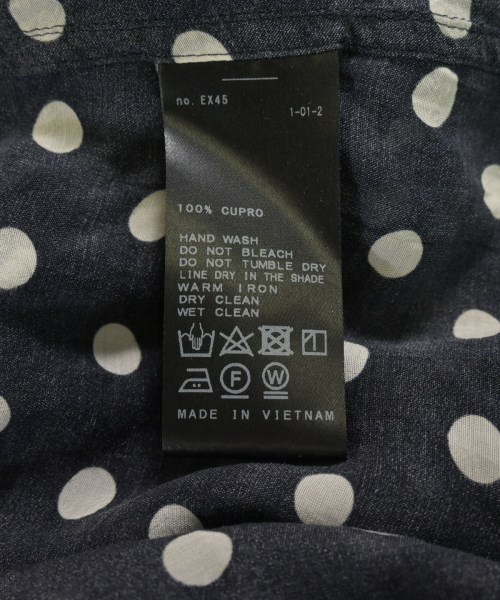 no. EX45
1-01-2
100% CUPRO
HAND WASH
DO NOT BLEACH
DO NOT TUMBLE DRY
LINE DRY IN THE SHADE
WARM IRON
DRY CLEAN
WET CLEAN
F W
MADE IN VIETNAM